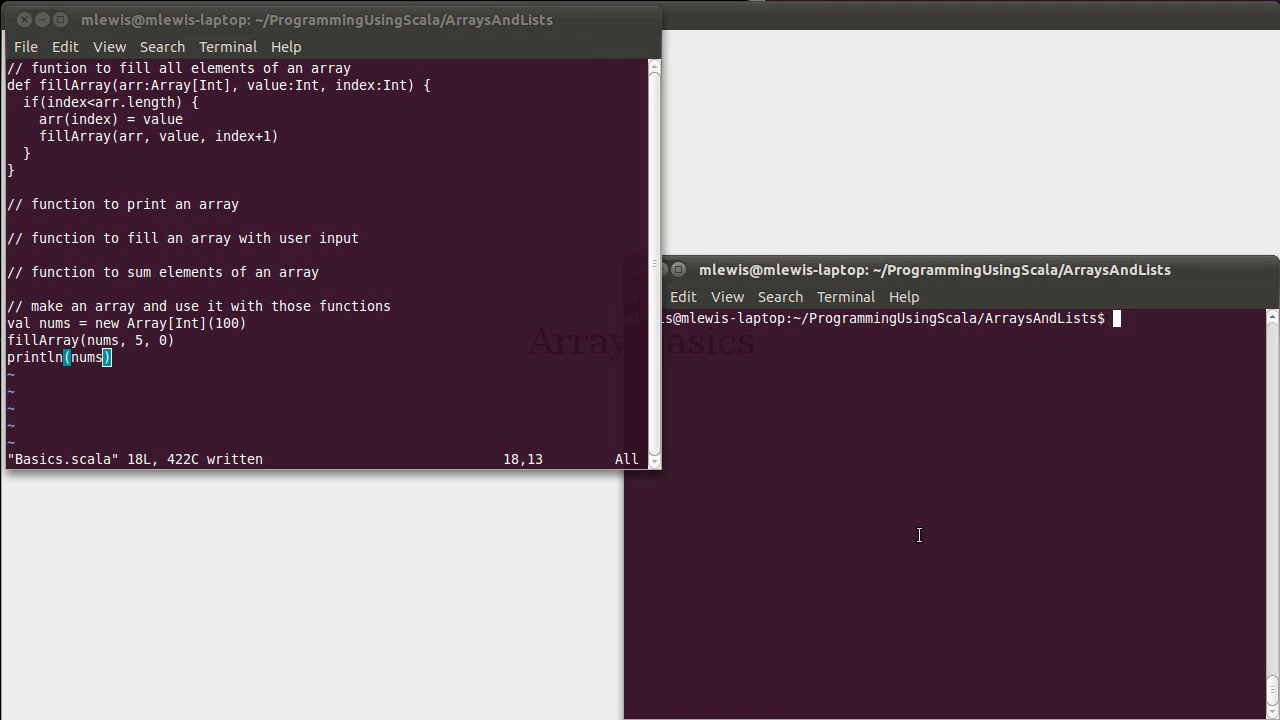 mlewis@mlewis-laptop: ~/ProgrammingUsingScala/ArraysAndLists
File Edit View Search Terminal Help
// funtion to fill all elements of an array
def fillArray(arr:Array[Int], value:Int, index:Int) {
  if(index<arr.length) {
    arr(index) = value
    fillArray(arr, value, index+1)
  }
}
// function to print an array
// function to fill an array with user input
// function to sum elements of an array
// make an array and use it with those functions
val nums = new Array[Int](100)
fillArray(nums, 5, 0)
println(nums)
~
~
~
~
~
"Basics.scala" 18L, 422C written 18,13 All
mlewis@mlewis-laptop: ~/ProgrammingUsingScala/ArraysAndLists
Edit View Search Terminal Help
is@mlewis-laptop:~/ProgrammingUsingScala/ArraysAndLists$
Array Basics